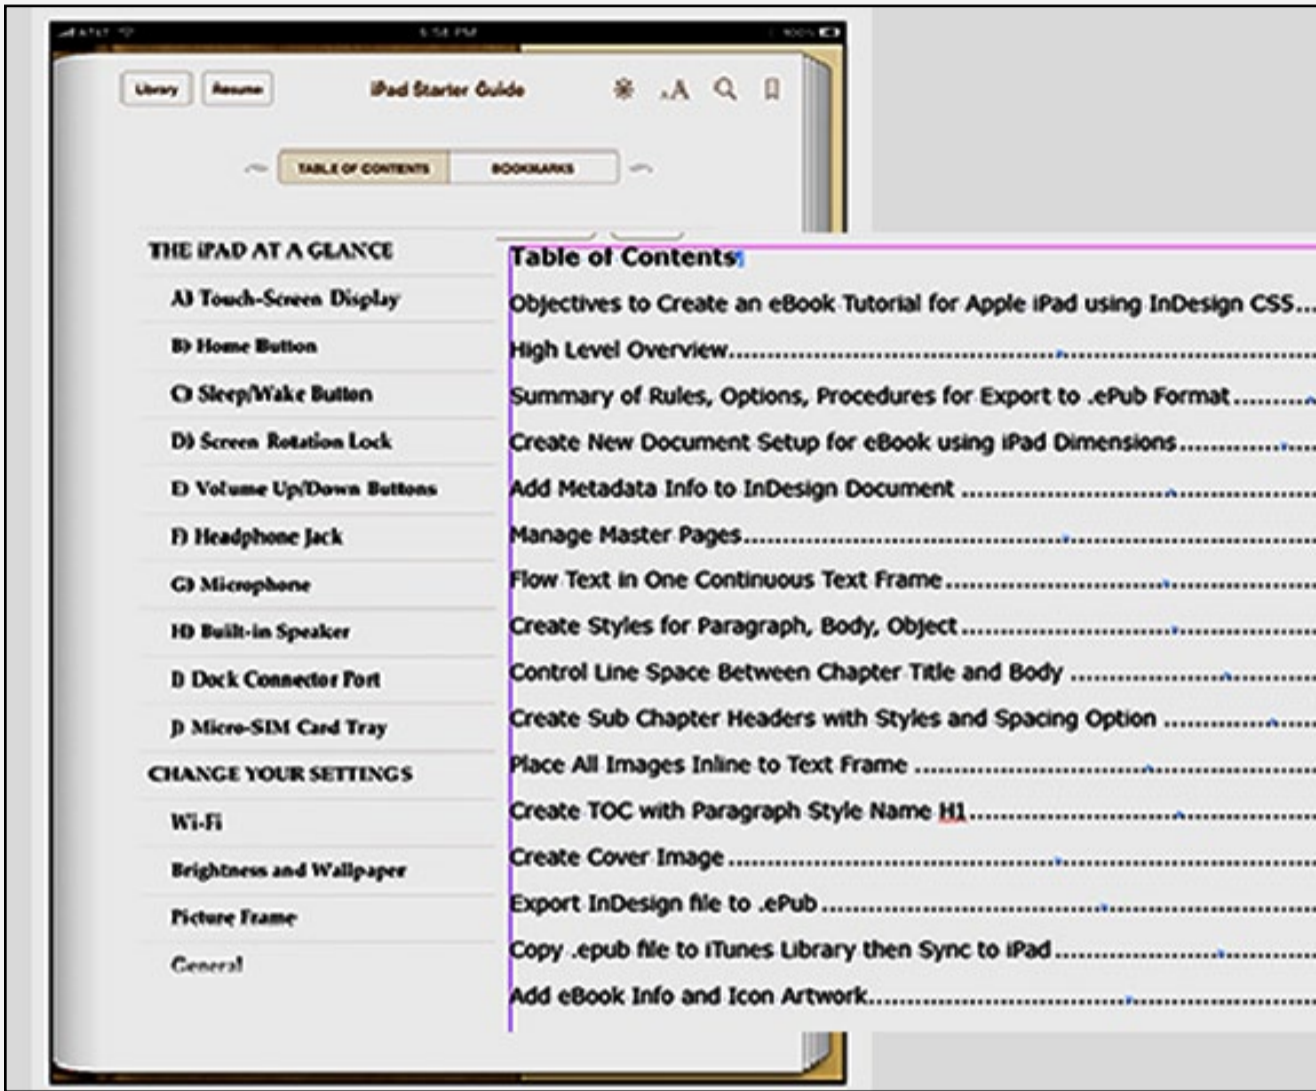 AT&T 6:58 PM 100%
Library Resume iPad Starter Guide AA
TABLE OF CONTENTS BOOKMARKS
THE iPAD AT A GLANCE
A) Touch-Screen Display
B) Home Button
C) Sleep/Wake Button
D) Screen Rotation Lock
E) Volume Up/Down Buttons
F) Headphone Jack
G) Microphone
H) Built-in Speaker
I) Dock Connector Port
J) Micro-SIM Card Tray
CHANGE YOUR SETTINGS
Wi-Fi
Brightness and Wallpaper
Picture Frame
General
Table of Contents¶
Objectives to Create an eBook Tutorial for Apple iPad using InDesign CS5...
High Level Overview........................................................
Summary of Rules, Options, Procedures for Export to .ePub Format.........
Create New Document Setup for eBook using iPad Dimensions..............
Add Metadata Info to InDesign Document ...................................
Manage Master Pages.......................................................
Flow Text in One Continuous Text Frame.....................................
Create Styles for Paragraph, Body, Object...................................
Control Line Space Between Chapter Title and Body ........................
Create Sub Chapter Headers with Styles and Spacing Option ...............
Place All Images Inline to Text Frame ........................................
Create TOC with Paragraph Style Name H1...................................
Create Cover Image..........................................................
Export InDesign file to .ePub.................................................
Copy .epub file to iTunes Library then Sync to iPad..........................
Add eBook Info and Icon Artwork.............................................